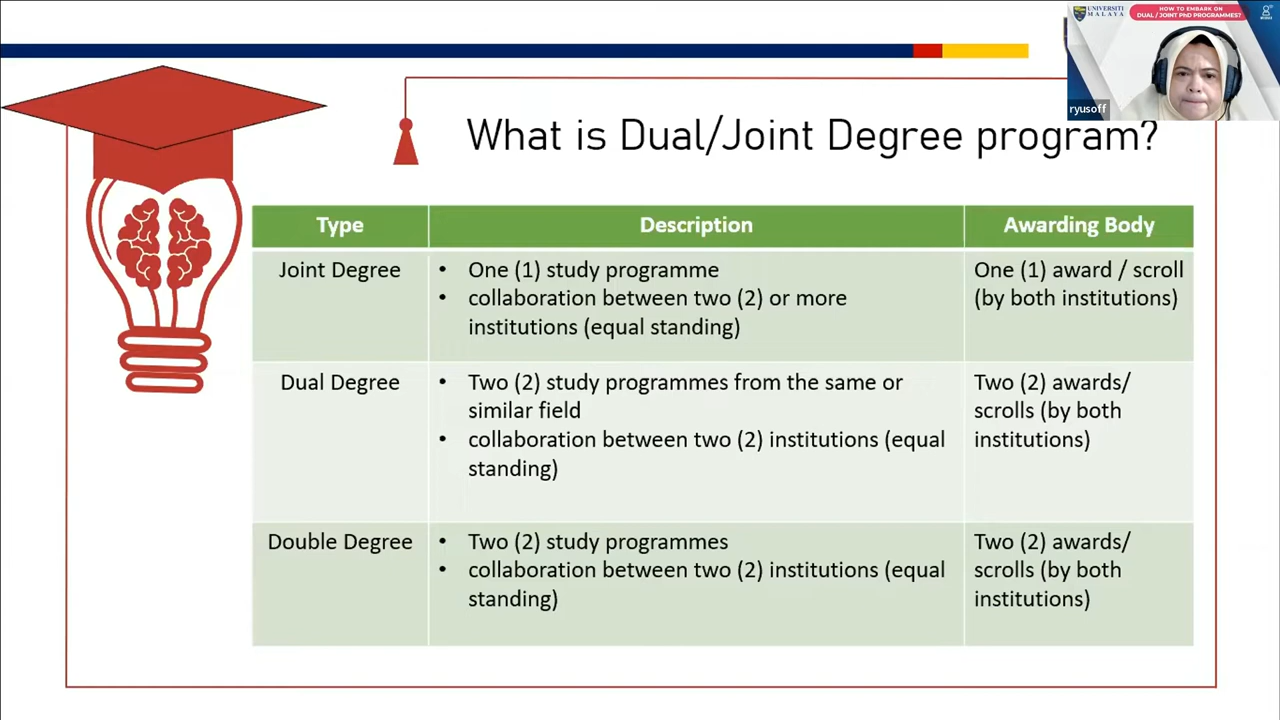 UNIVERSITI
MALAYA
HOW TO EMBARK ON
DUAL / JOINT PhD PROGRAMMES?
ryusoff
What is Dual/Joint Degree program?
Type
Description
Awarding Body
Joint Degree
• One (1) study programme
• collaboration between two (2) or more
institutions (equal standing)
One (1) award / scroll
(by both institutions)
Dual Degree
• Two (2) study programmes from the same or
similar field
• collaboration between two (2) institutions (equal
standing)
Two (2) awards/
scrolls (by both
institutions)
Double Degree
• Two (2) study programmes
• collaboration between two (2) institutions (equal
standing)
Two (2) awards/
scrolls (by both
institutions)